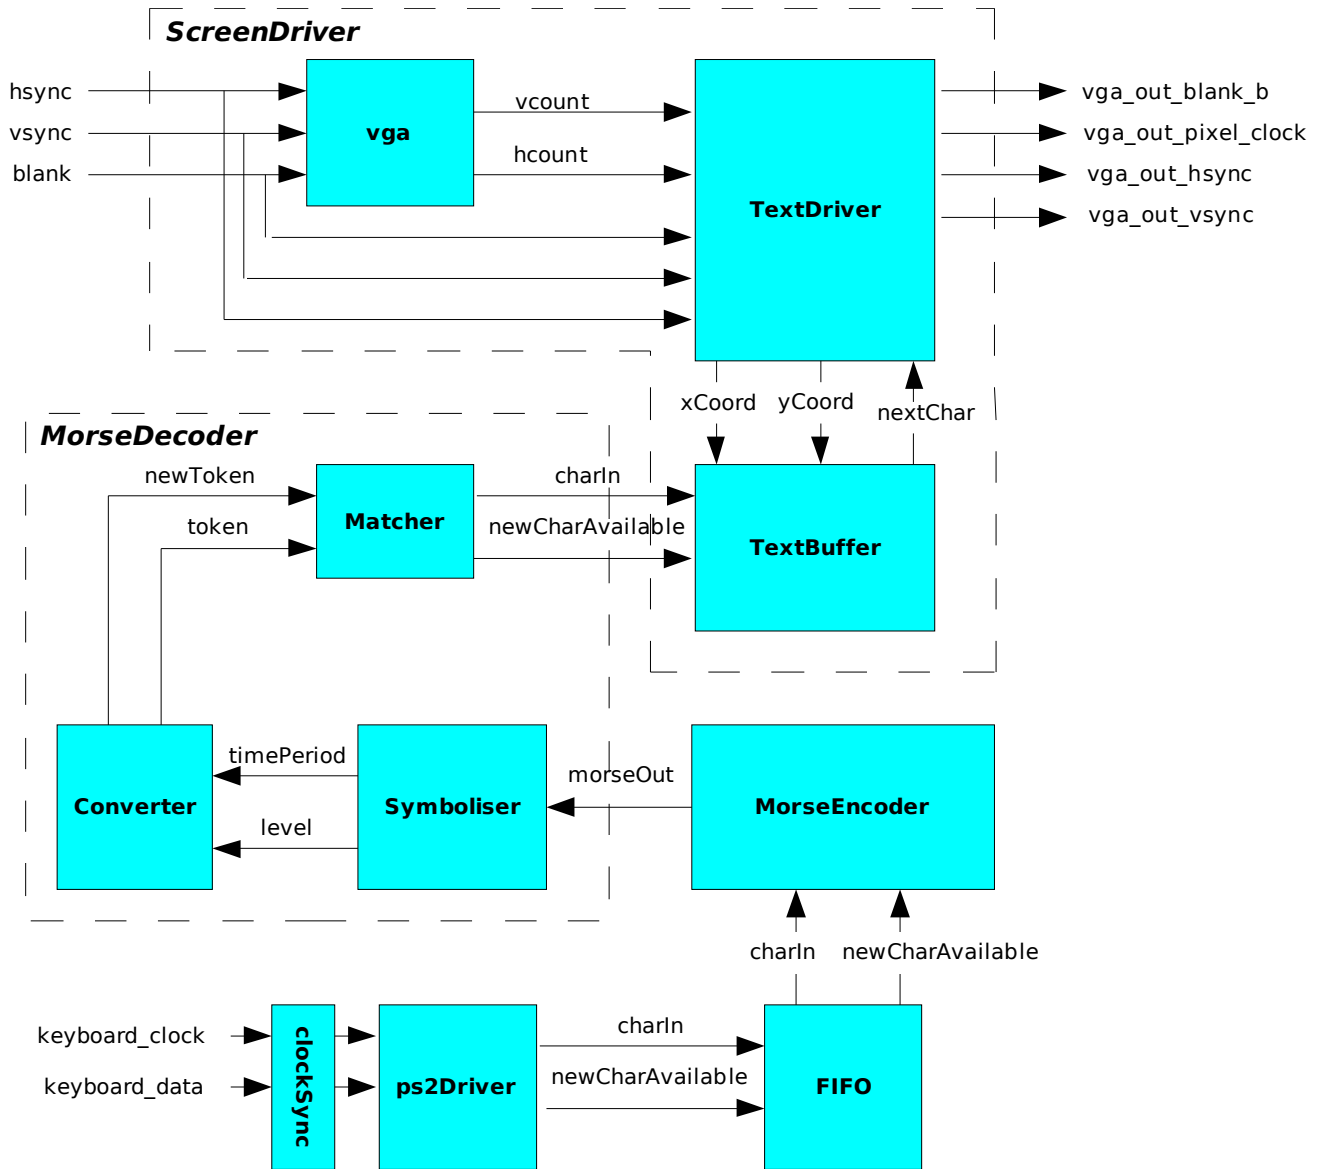 ScreenDriver
hsync
vsync
blank
vga
vcount
hcount
TextDriver
vga_out_blank_b
vga_out_pixel_clock
vga_out_hsync
vga_out_vsync
xCoord
yCoord
nextChar
MorseDecoder
newToken
token
Matcher
charIn
newCharAvailable
TextBuffer
Converter
timePeriod
level
Symboliser
morseOut
MorseEncoder
charIn
newCharAvailable
keyboard_clock
keyboard_data
clockSync
ps2Driver
charIn
newCharAvailable
FIFO